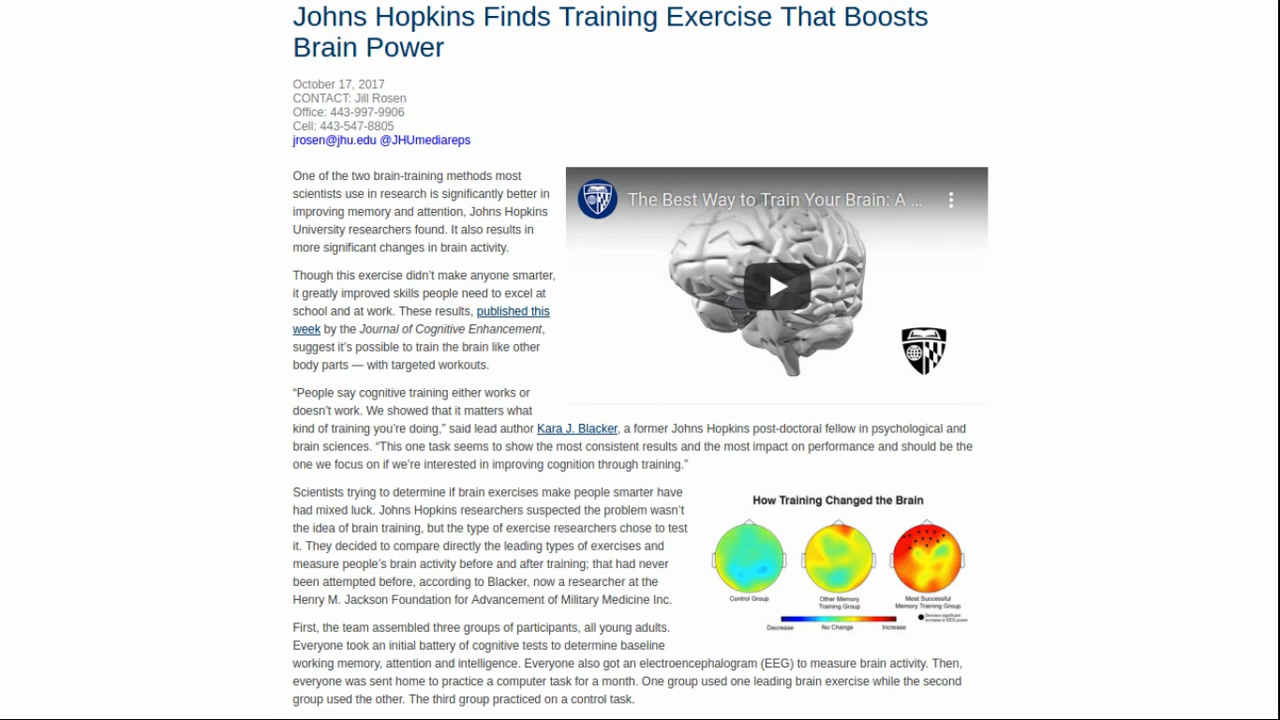 Johns Hopkins Finds Training Exercise That Boosts
Brain Power
October 17, 2017
CONTACT: Jill Rosen
Office: 443-997-9906
Cell: 443-547-8805
jrosen@jhu.edu @JHUmediareps
One of the two brain-training methods most
scientists use in research is significantly better in
improving memory and attention, Johns Hopkins
University researchers found. It also results in
more significant changes in brain activity.
The Best Way to Train Your Brain: A ...
Though this exercise didn’t make anyone smarter,
it greatly improved skills people need to excel at
school and at work. These results, published this
week by the Journal of Cognitive Enhancement,
suggest it’s possible to train the brain like other
body parts — with targeted workouts.
“People say cognitive training either works or
doesn’t work. We showed that it matters what
kind of training you’re doing,” said lead author Kara J. Blacker, a former Johns Hopkins post-doctoral fellow in psychological and
brain sciences. “This one task seems to show the most consistent results and the most impact on performance and should be the
one we focus on if we’re interested in improving cognition through training.”
Scientists trying to determine if brain exercises make people smarter have
had mixed luck. Johns Hopkins researchers suspected the problem wasn’t
the idea of brain training, but the type of exercise researchers chose to test
it. They decided to compare directly the leading types of exercises and
measure people’s brain activity before and after training; that had never
been attempted before, according to Blacker, now a researcher at the
Henry M. Jackson Foundation for Advancement of Military Medicine Inc.
How Training Changed the Brain
Control Group
Other Memory
Training Group
Most Successful
Memory Training Group
Decrease No Change Increase
Denotes significant
increase in EEG power
First, the team assembled three groups of participants, all young adults.
Everyone took an initial battery of cognitive tests to determine baseline
working memory, attention and intelligence. Everyone also got an electroencephalogram (EEG) to measure brain activity. Then,
everyone was sent home to practice a computer task for a month. One group used one leading brain exercise while the second
group used the other. The third group practiced on a control task.